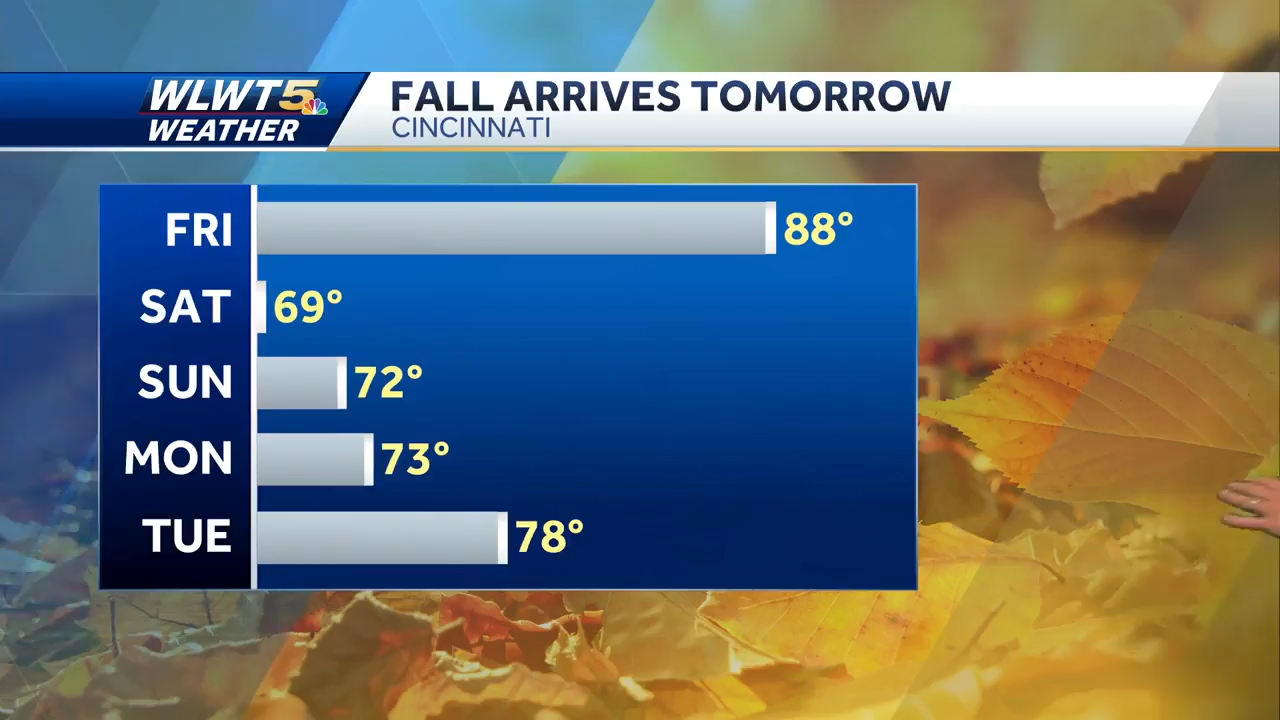 WLWT5
WEATHER
FALL ARRIVES TOMORROW
CINCINNATI
FRI 88°
SAT 69°
SUN 72°
MON 73°
TUE 78°